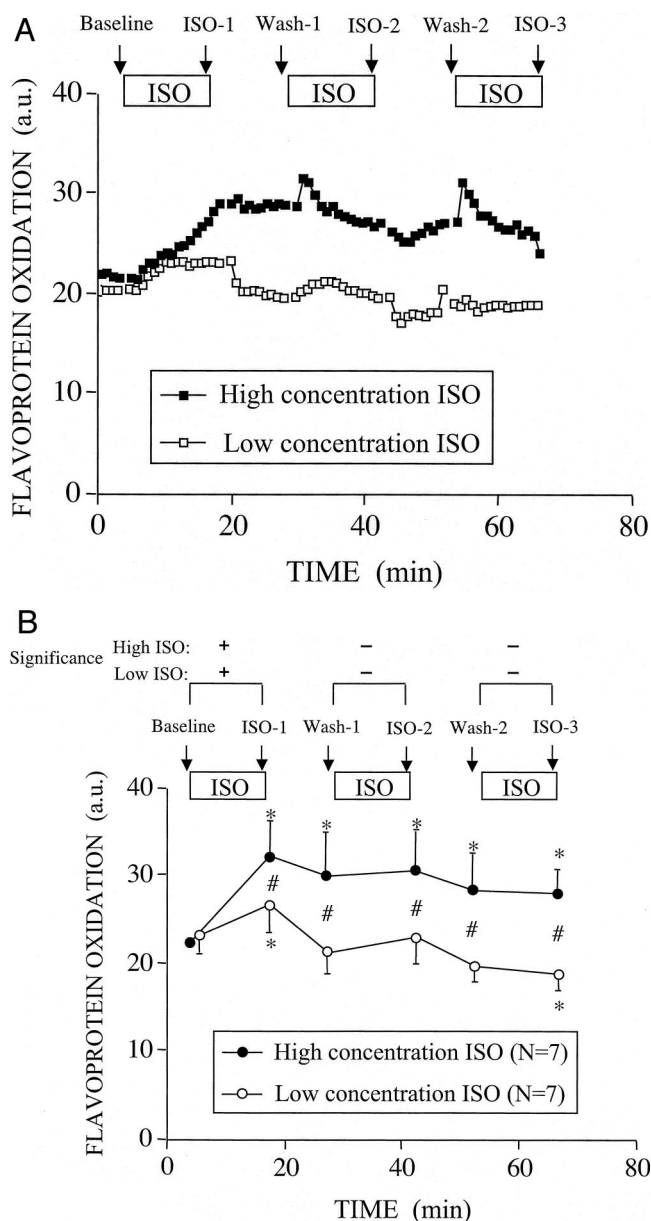 A
Baseline ISO-1 Wash-1 ISO-2 Wash-2 ISO-3
ISO ISO ISO
40
30
20
10
0
FLAVOPROTEIN OXIDATION (a.u.)
High concentration ISO
Low concentration ISO
0 20 40 60 80
TIME (min)
B
Significance
High ISO: + − −
Low ISO: + − −
Baseline ISO-1 Wash-1 ISO-2 Wash-2 ISO-3
ISO ISO ISO
40
30
20
10
0
FLAVOPROTEIN OXIDATION (a.u.)
* * * * *
# # # # #
* *
High concentration ISO (N=7)
Low concentration ISO (N=7)
0 20 40 60 80
TIME (min)